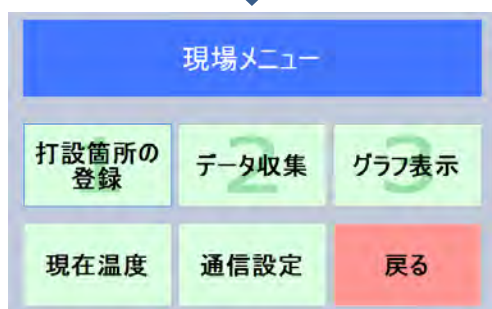 現場メニュー
打設箇所の
登録
データ収集
グラフ表示
現在温度
通信設定
戻る